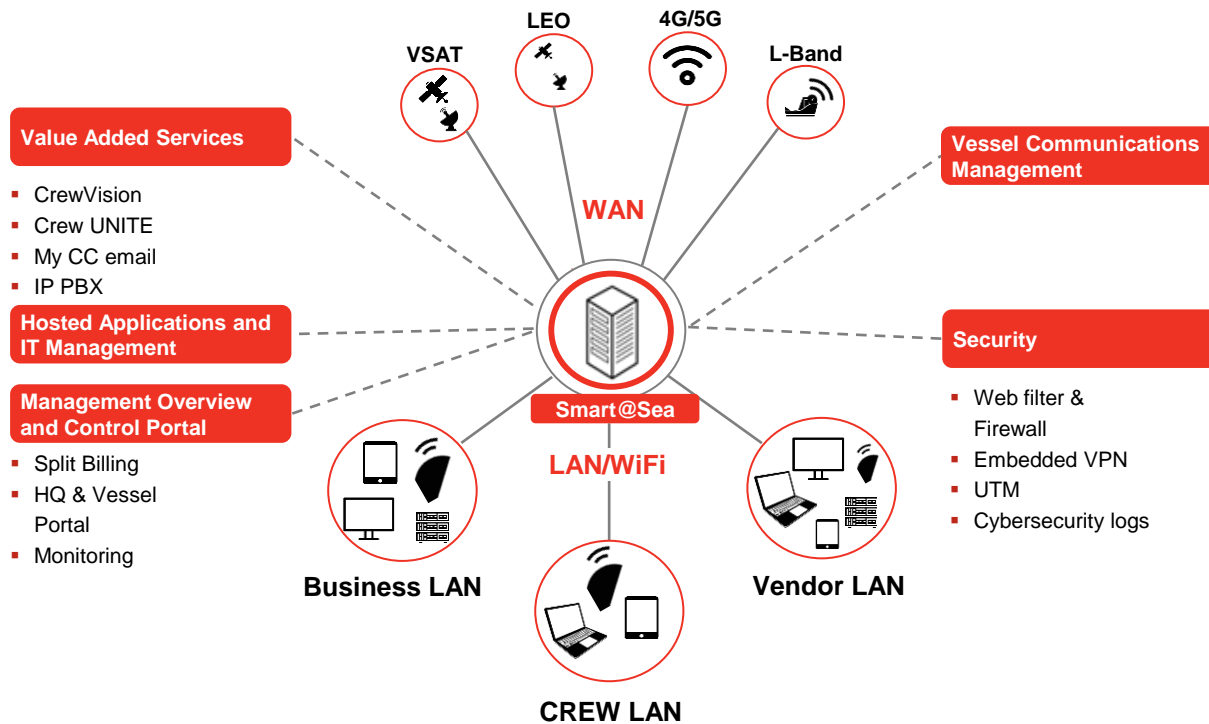 LEO
4G/5G
VSAT
L-Band
Value Added Services
▪ CrewVision
▪ Crew UNITE
▪ My CC email
▪ IP PBX
Hosted Applications and
IT Management
Management Overview
and Control Portal
▪ Split Billing
▪ HQ & Vessel
Portal
▪ Monitoring
WAN
Smart@Sea
LAN/WiFi
Business LAN
CREW LAN
Vendor LAN
Vessel Communications
Management
Security
▪ Web filter &
Firewall
▪ Embedded VPN
▪ UTM
▪ Cybersecurity logs